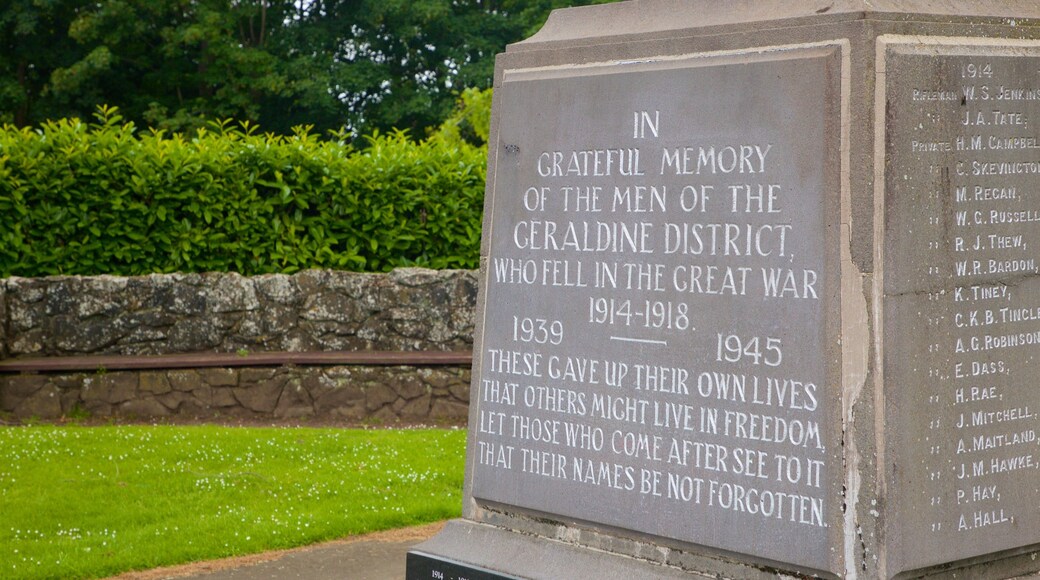 IN
GRATEFUL MEMORY
OF THE MEN OF THE
GERALDINE DISTRICT,
WHO FELL IN THE GREAT WAR
1914-1918.
1939 1945
THESE GAVE UP THEIR OWN LIVES
THAT OTHERS MIGHT LIVE IN FREEDOM,
LET THOSE WHO COME AFTER SEE TO IT
THAT THEIR NAMES BE NOT FORGOTTEN.
1914
RIFLEMAN W. S. JENKINS
J. A. TATE,
PRIVATE H. M. CAMPBELL
" C. SKEVINGTON
" M. REGAN,
" W. G. RUSSELL
" R. J. THEW,
" W. R. BARDON,
" K. TINEY,
" C. K. B. TINCLE
" A. G. ROBINSON
" E. DASS,
" H. RAE,
" J. MITCHELL,
" A. MAITLAND,
" J. M. HAWKE,
" P. HAY,
" A. HALL,
1914